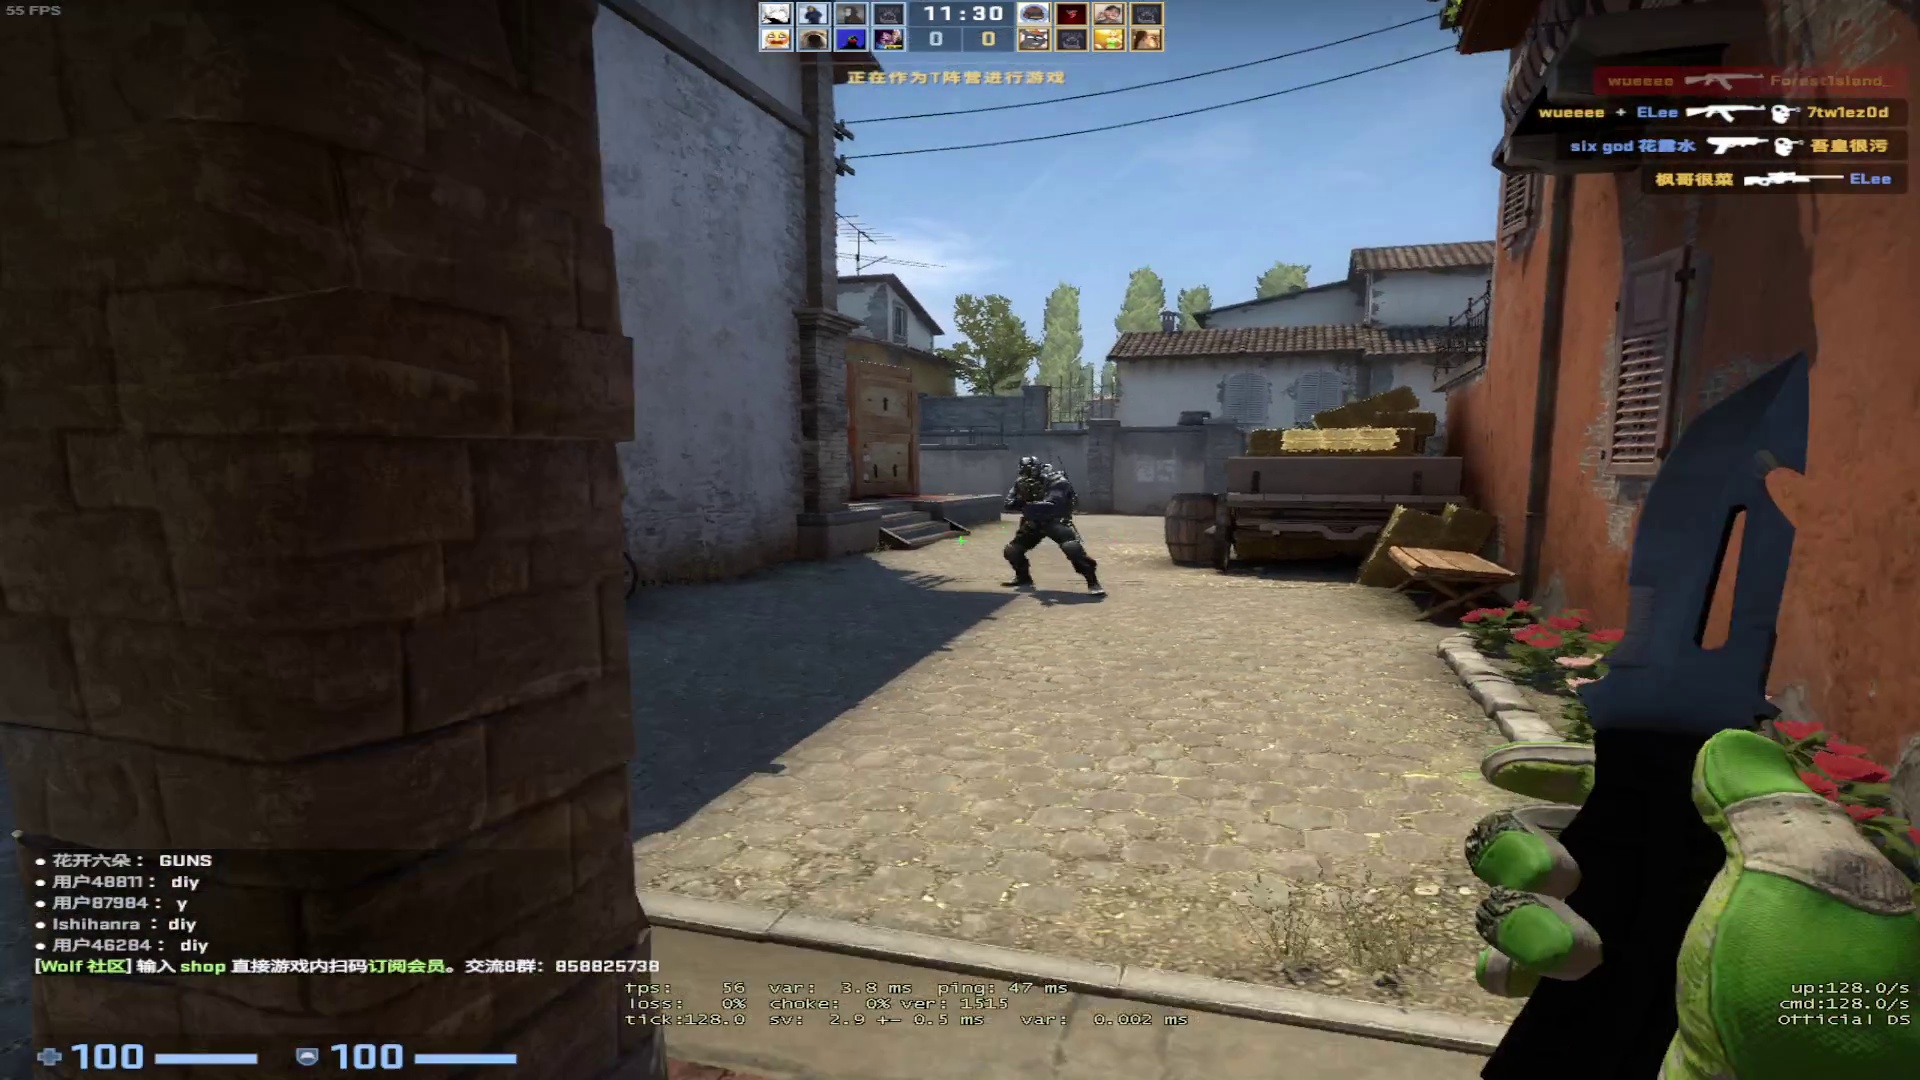 55 FPS
11:30
0 0
正在作为T阵营进行游戏
wueeee Forest1sland_
wueeee + ELee 7tw1ez0d
six god 花露水 吾皇很污
枫哥很菜 ELee
花开六朵： GUNS
用户48811： diy
用户87984： y
Ishihanra： diy
用户46284： diy
[Wolf 社区] 输入 shop 直接游戏内扫码订阅会员。交流8群：858825738
fps: 56 var: 3.8 ms ping: 47 ms
loss: 0% choke: 0% ver: 1515
tick:128.0 sv: 2.9 +- 0.5 ms var: 0.002 ms
up:128.0/s
cmd:128.0/s
Official DS
100 100